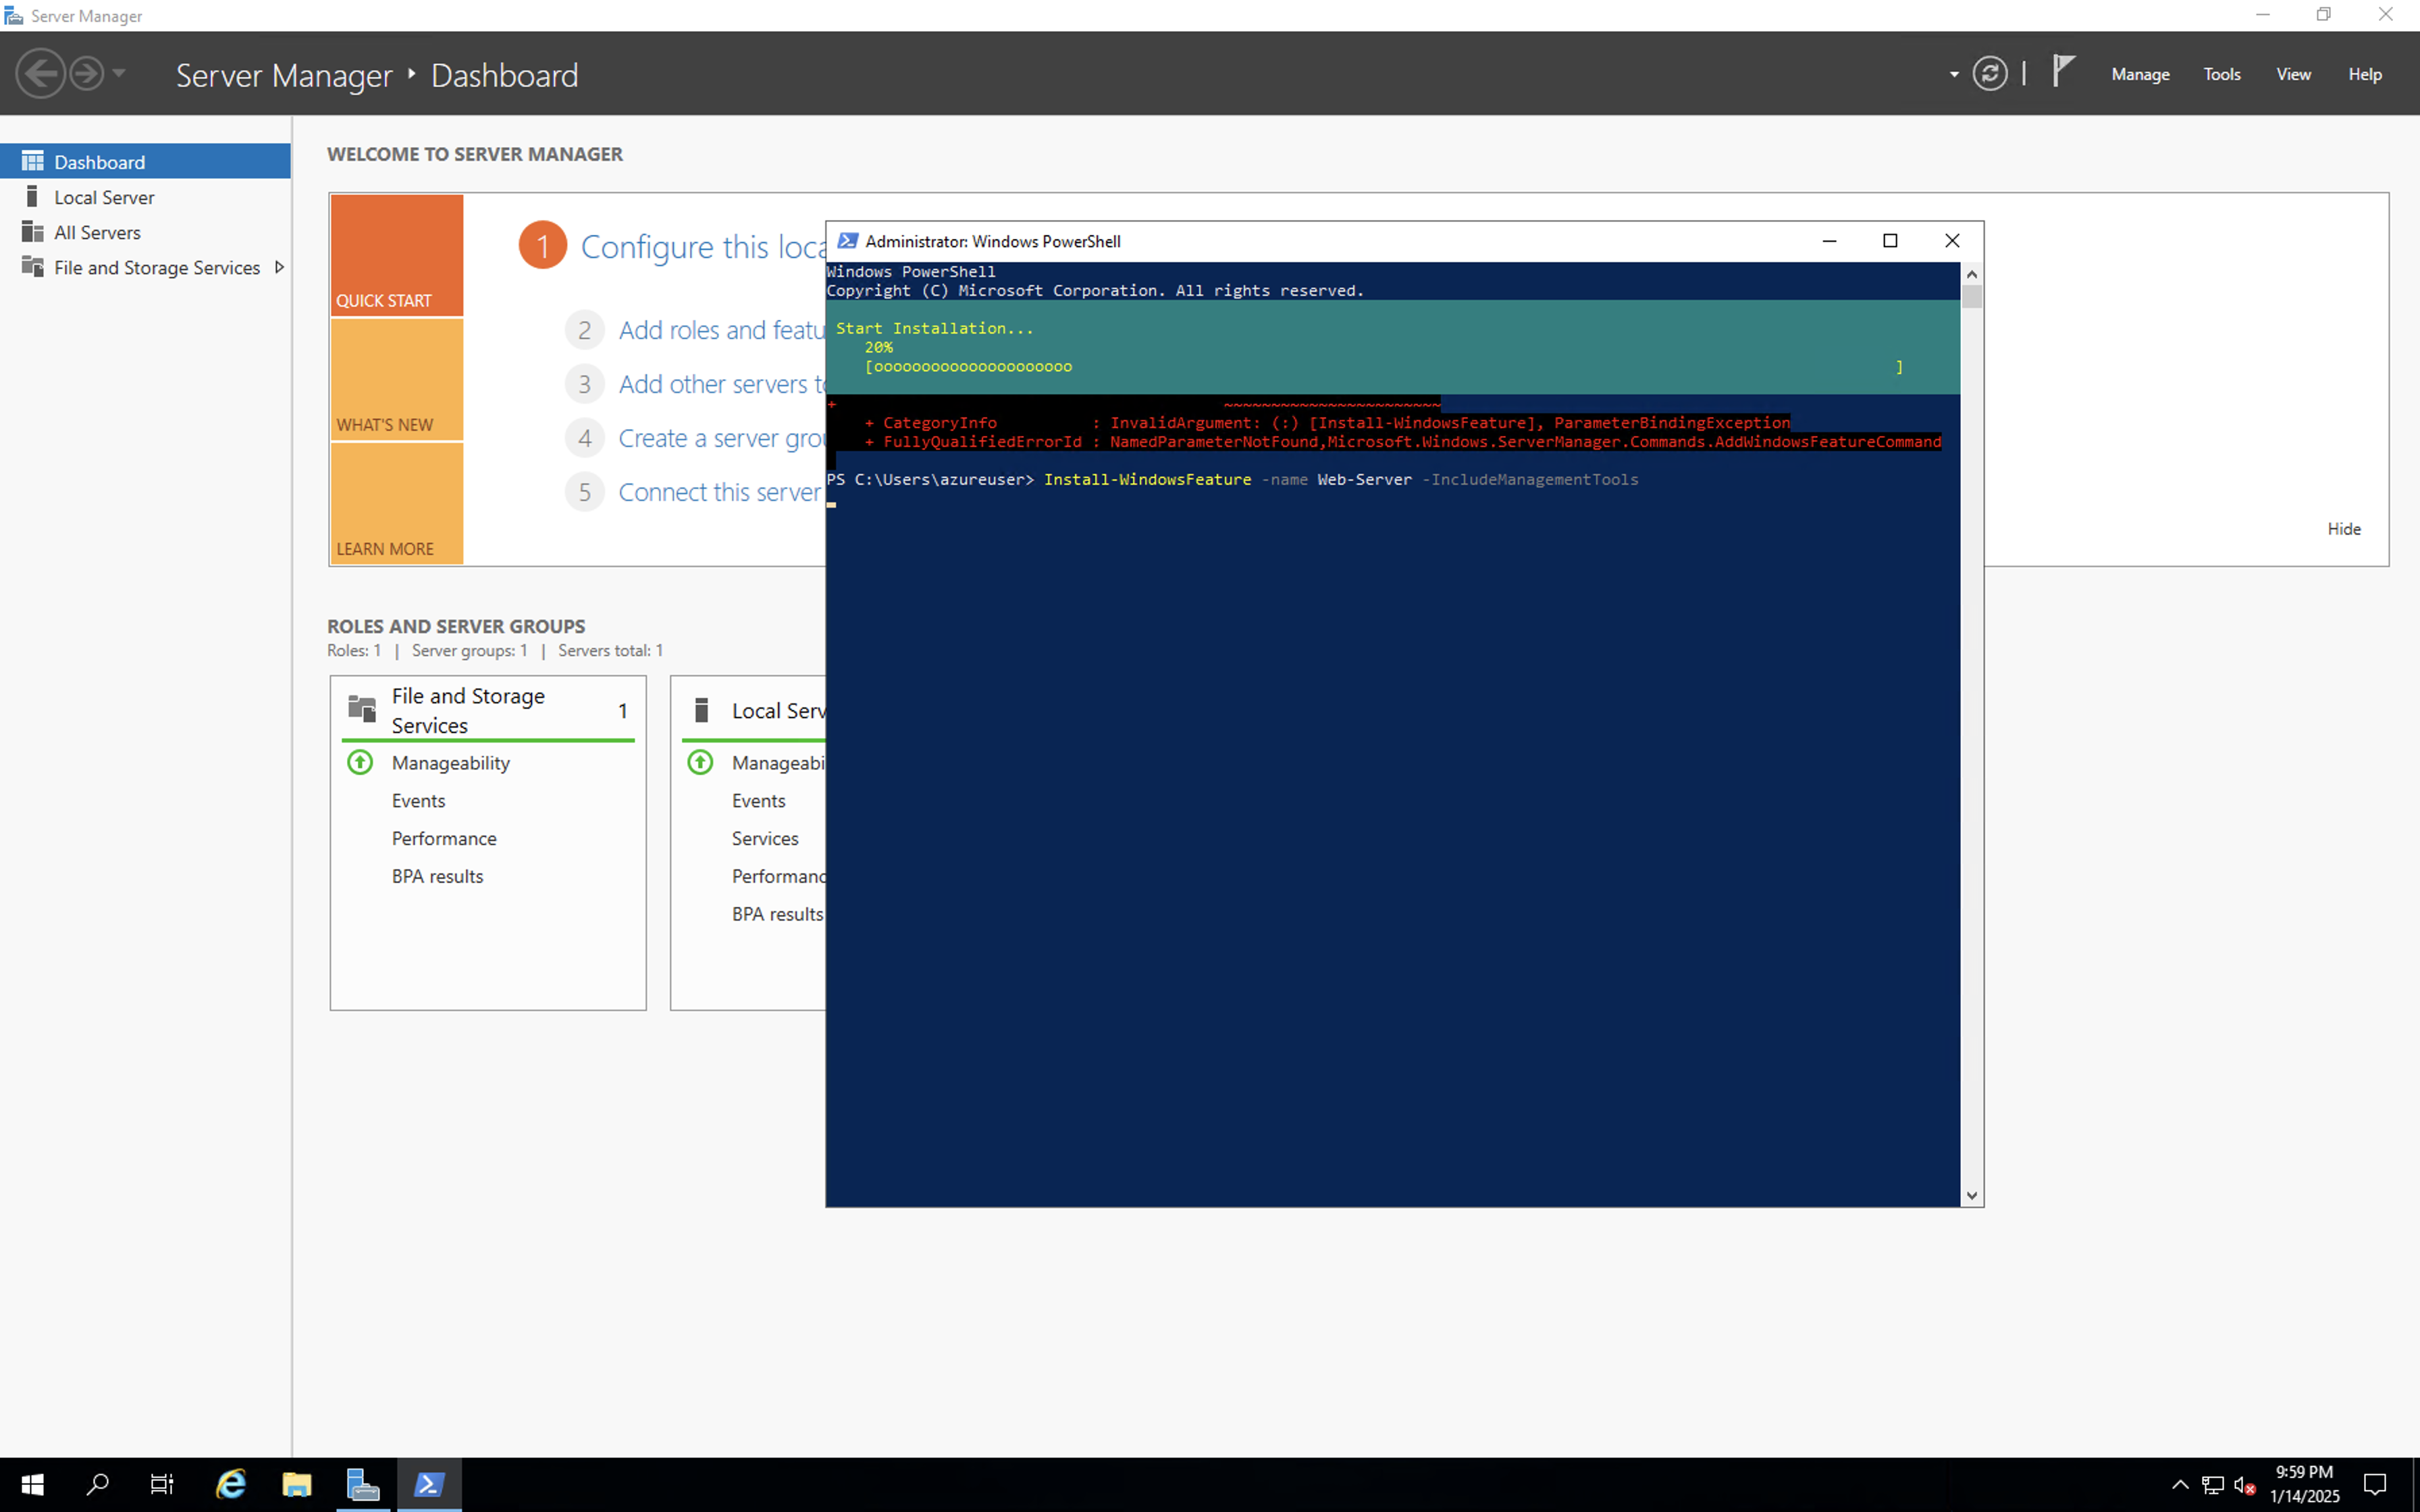 Server Manager
Server Manager ‣ Dashboard
Manage
Tools
View
Help
Dashboard
Local Server
All Servers
File and Storage Services
WELCOME TO SERVER MANAGER
QUICK START
WHAT'S NEW
LEARN MORE
1 Configure this loca
2 Add roles and featu
3 Add other servers to
4 Create a server grou
5 Connect this server
Hide
ROLES AND SERVER GROUPS
Roles: 1 | Server groups: 1 | Servers total: 1
File and Storage
Services
1
Manageability
Events
Performance
BPA results
Local Serv
Manageabi
Events
Services
Performanc
BPA results
Administrator: Windows PowerShell
Windows PowerShell
Copyright (C) Microsoft Corporation. All rights reserved.
Start Installation...
20%
[ooooooooooooooooooooo ]
+ ~~~~~~~~~~~~~~~~~~~~~~~
+ CategoryInfo : InvalidArgument: (:) [Install-WindowsFeature], ParameterBindingException
+ FullyQualifiedErrorId : NamedParameterNotFound,Microsoft.Windows.ServerManager.Commands.AddWindowsFeatureCommand
PS C:\Users\azureuser> Install-WindowsFeature -name Web-Server -IncludeManagementTools
9:59 PM
1/14/2025